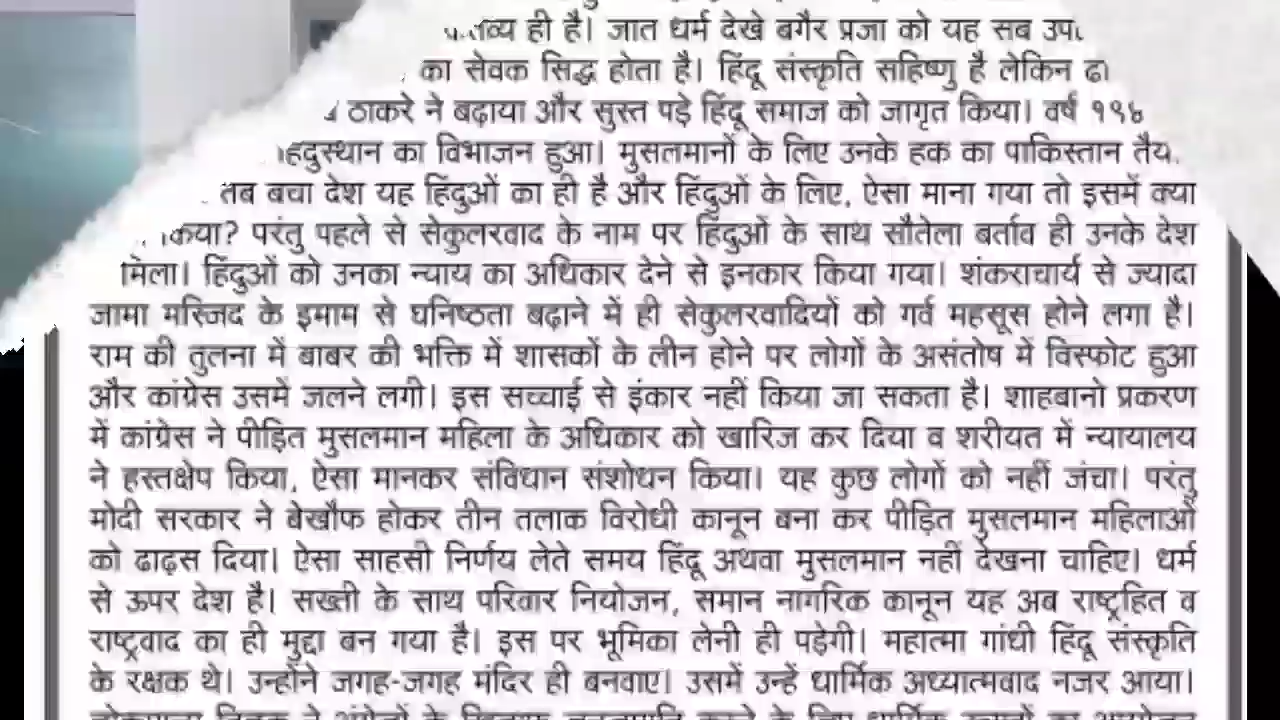 ही है। जात धर्म देखे बगैर प्रजा को यह सब
का सेवक सिद्ध होता है। हिंदू संस्कृति सहिष्णु है लेकिन
ठाकरे ने बढ़ाया और सुस्त पड़े हिंदू समाज को जागृत किया। वर्ष
का विभाजन हुआ। मुसलमानों के लिए उनके हक का पाकिस्तान
तब बचा देश यह हिंदुओं का ही है और हिंदुओं के लिए, ऐसा माना गया तो इसमें क्या
किया? परंतु पहले से सेकुलरवाद के नाम पर हिंदुओं के साथ सौतेला बर्ताव ही उनके देश
मिला। हिंदुओं को उनका न्याय का अधिकार देने से इनकार किया गया। शंकराचार्य से ज्यादा
जामा मस्जिद के इमाम से घनिष्ठता बढ़ाने में ही सेकुलरवादियों को गर्व महसूस होने लगा है।
राम की तुलना में बाबर की भक्ति में शासकों के लीन होने पर लोगों के असंतोष में विस्फोट हुआ
और कांग्रेस उसमें जलने लगी। इस सच्चाई से इंकार नहीं किया जा सकता है। शाहबानो प्रकरण
में कांग्रेस ने पीड़ित मुसलमान महिला के अधिकार को खारिज कर दिया व शरीयत में न्यायालय
ने हस्तक्षेप किया, ऐसा मानकर संविधान संशोधन किया। यह कुछ लोगों को नहीं जंचा। परंतु
मोदी सरकार ने बेखौफ होकर तीन तलाक विरोधी कानून बना कर पीड़ित मुसलमान महिलाओं
को ढाढ़स दिया। ऐसा साहसी निर्णय लेते समय हिंदू अथवा मुसलमान नहीं देखना चाहिए। धर्म
से ऊपर देश है। सख्ती के साथ परिवार नियोजन, समान नागरिक कानून यह अब राष्ट्रहित व
राष्ट्रवाद का ही मुद्दा बन गया है। इस पर भूमिका लेनी ही पड़ेगी। महात्मा गांधी हिंदू संस्कृति
के रक्षक थे। उन्होंने जगह-जगह मंदिर ही बनवाए। उसमें उन्हें धार्मिक अध्यात्मवाद नजर आया।